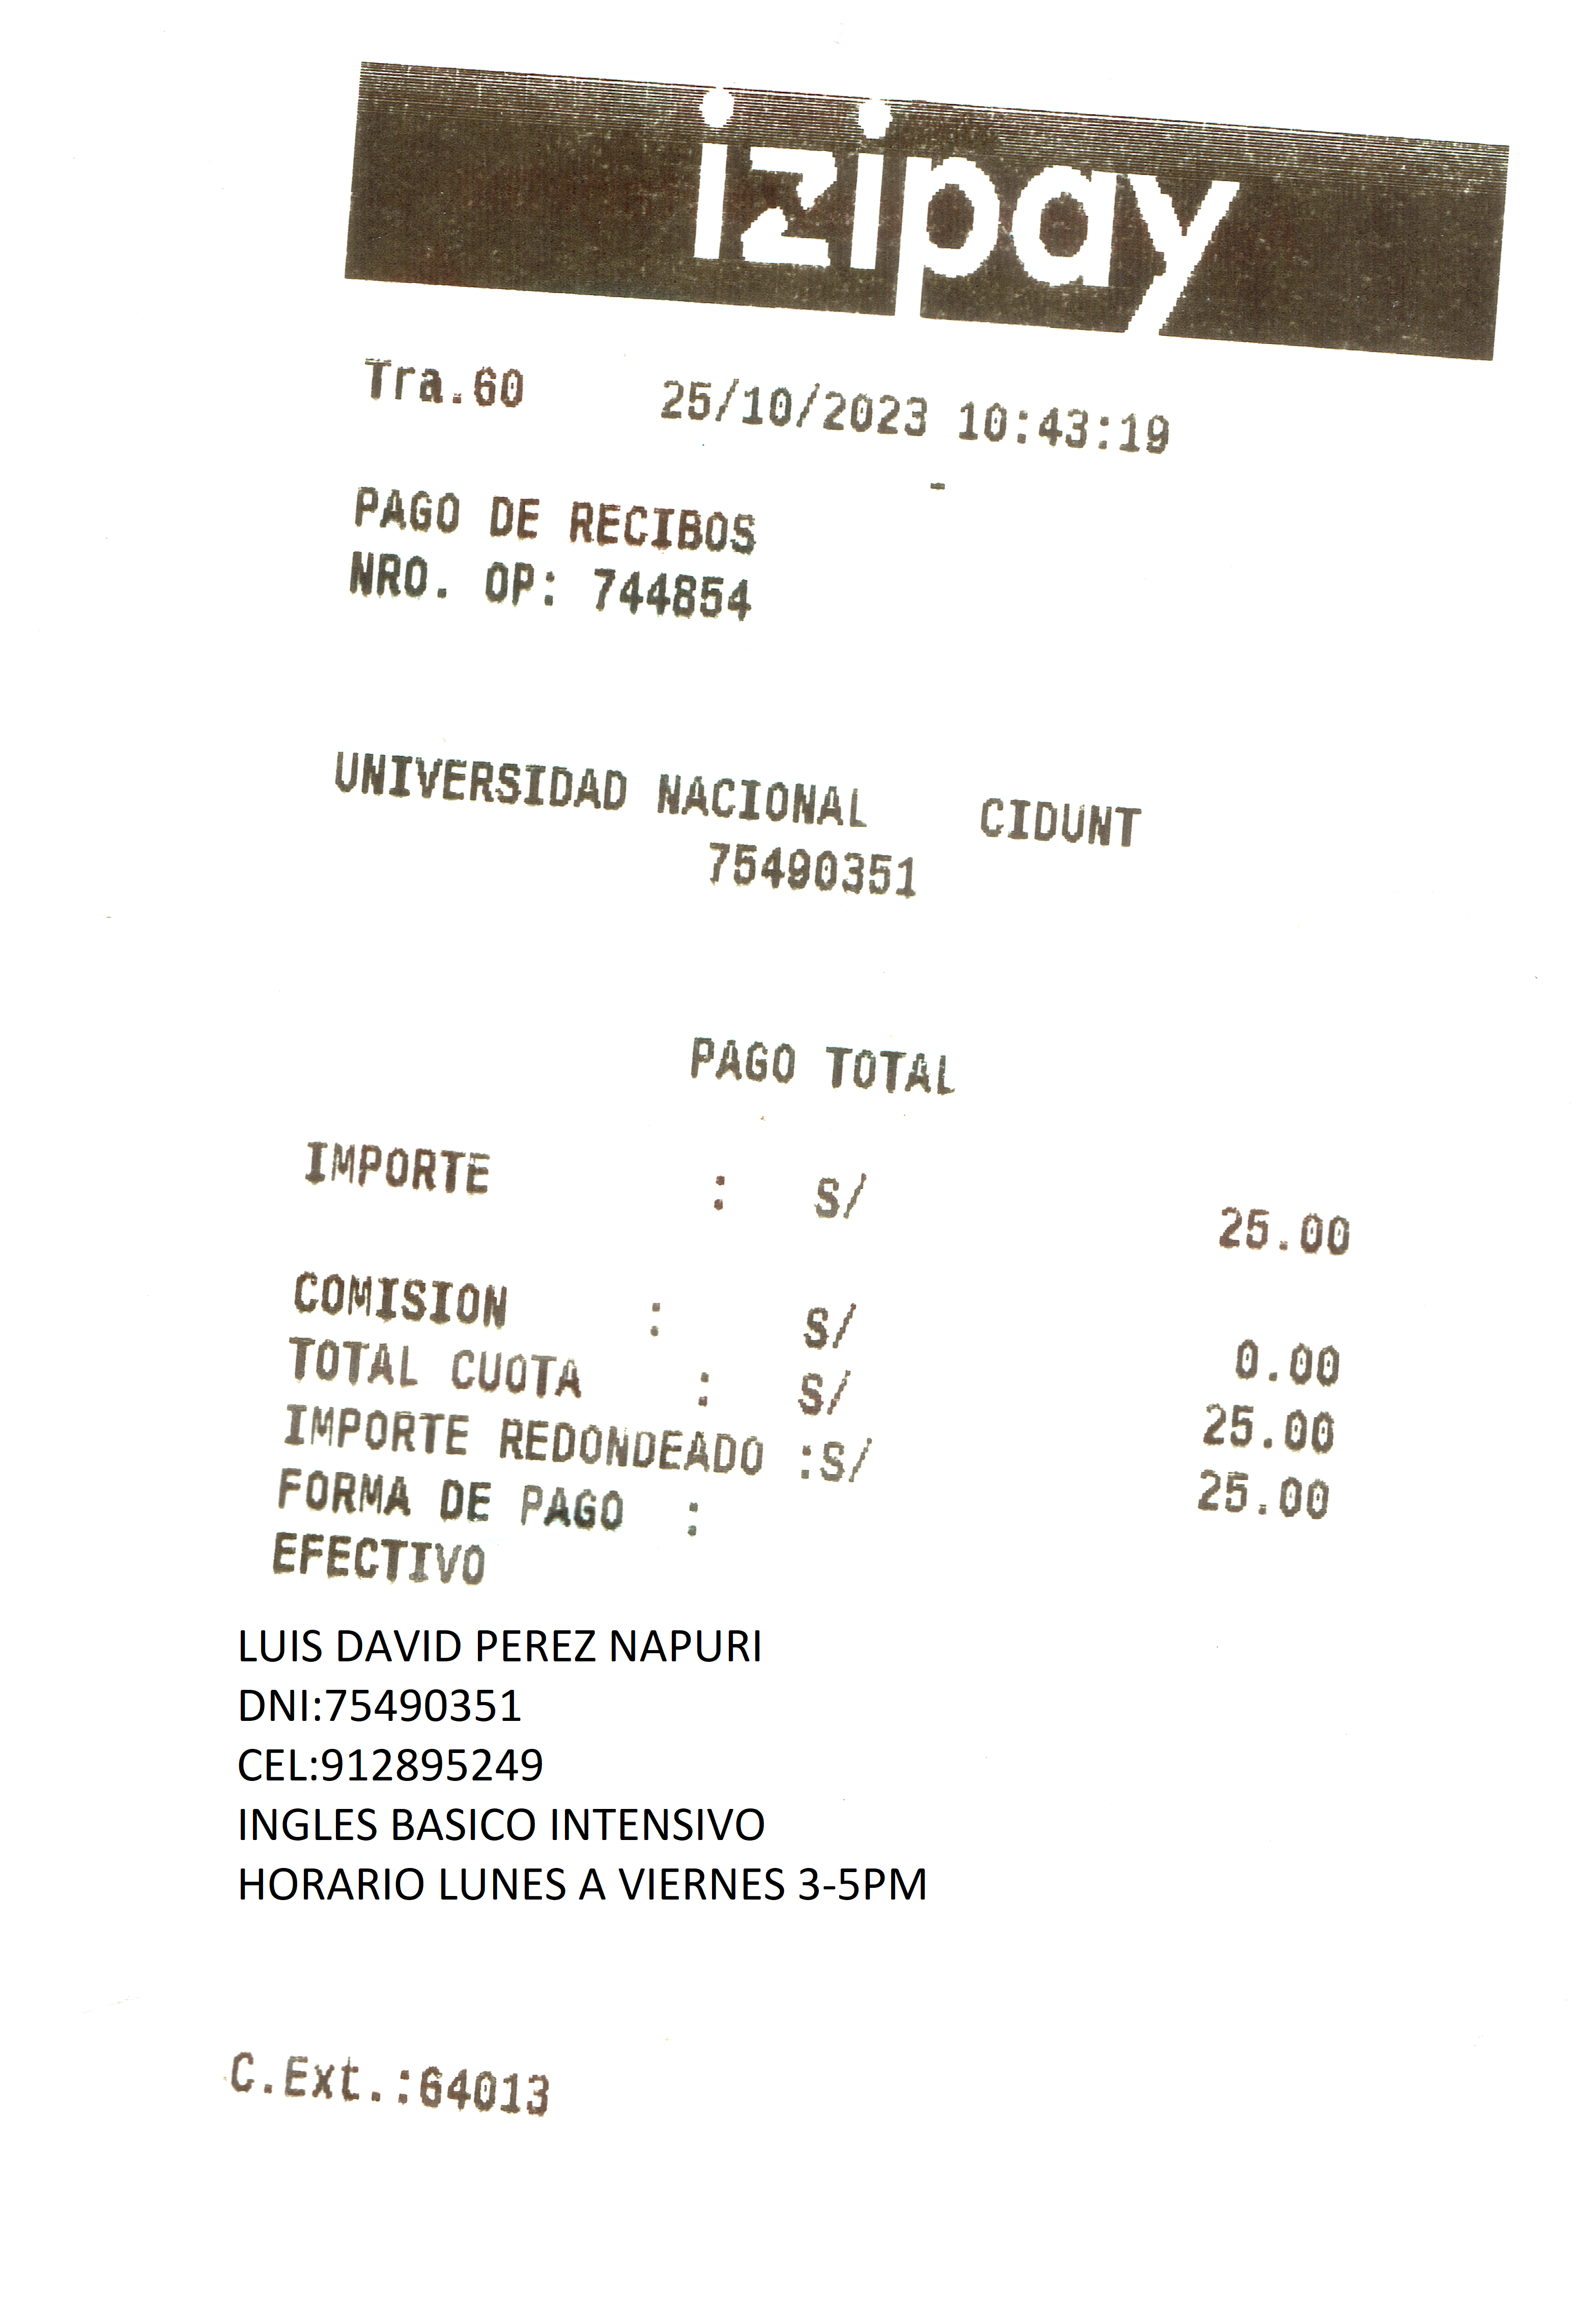 izipay
Tra.60 25/10/2023 10:43:19
-
PAGO DE RECIBOS
NRO. OP: 744854
UNIVERSIDAD NACIONAL CIDUNT
75490351
PAGO TOTAL
IMPORTE : S/ 25.00
COMISION : S/ 0.00
TOTAL CUOTA : S/ 25.00
IMPORTE REDONDEADO :S/ 25.00
FORMA DE PAGO :
EFECTIVO
LUIS DAVID PEREZ NAPURI
DNI:75490351
CEL:912895249
INGLES BASICO INTENSIVO
HORARIO LUNES A VIERNES 3-5PM
C.Ext.:64013